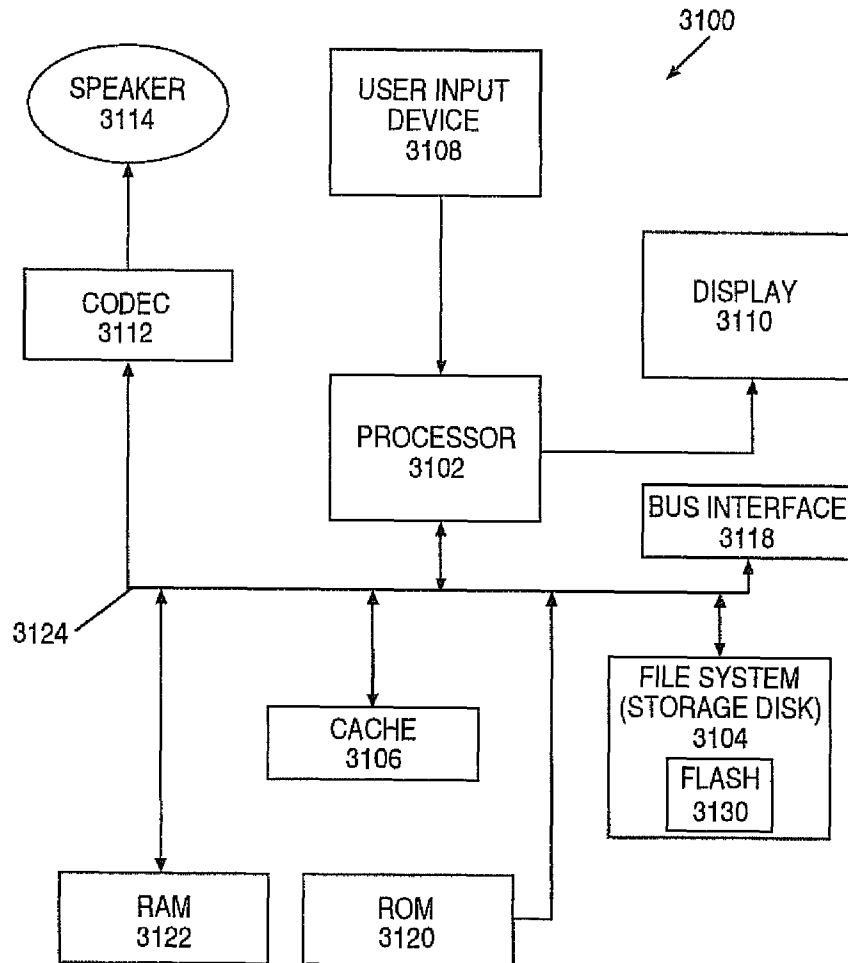 3100
SPEAKER
3114
USER INPUT
DEVICE
3108
CODEC
3112
DISPLAY
3110
PROCESSOR
3102
BUS INTERFACE
3118
3124
CACHE
3106
FILE SYSTEM
(STORAGE DISK)
3104
FLASH
3130
RAM
3122
ROM
3120